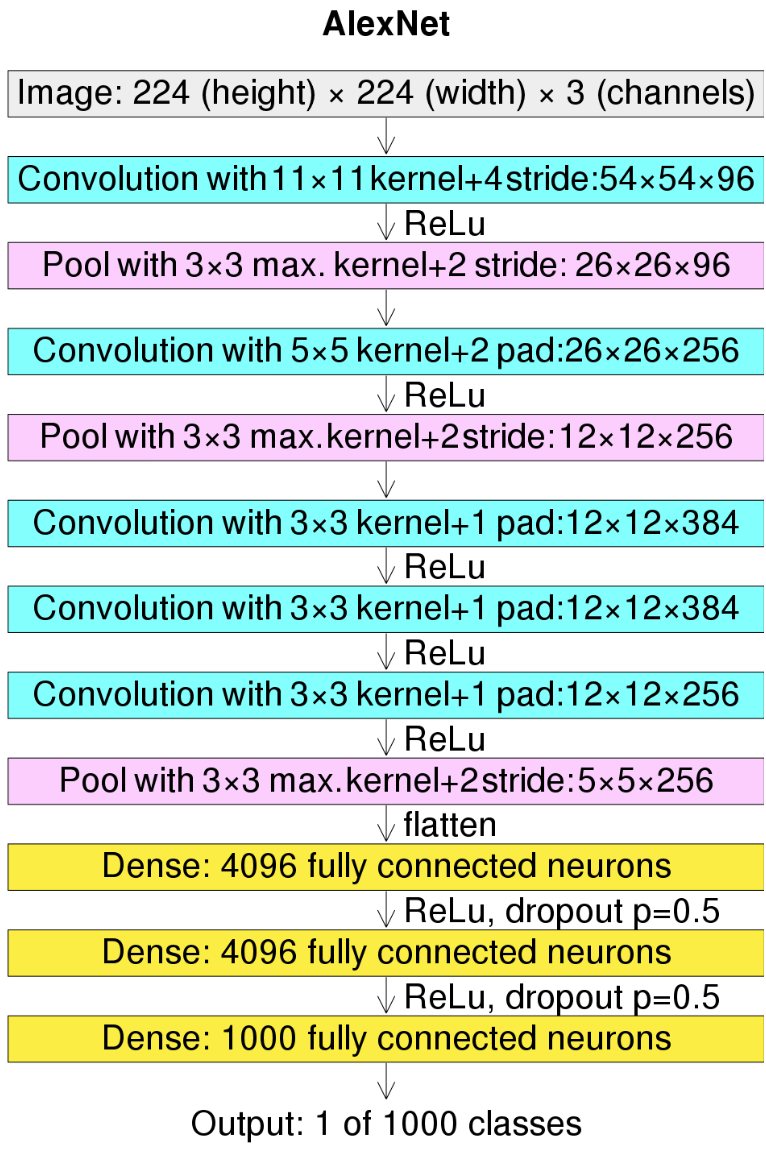 AlexNet
Image: 224 (height) × 224 (width) × 3 (channels)
Convolution with 11×11 kernel+4 stride:54×54×96
ReLu
Pool with 3×3 max. kernel+2 stride: 26×26×96
Convolution with 5×5 kernel+2 pad:26×26×256
ReLu
Pool with 3×3 max.kernel+2stride:12×12×256
Convolution with 3×3 kernel+1 pad:12×12×384
ReLu
Convolution with 3×3 kernel+1 pad:12×12×384
ReLu
Convolution with 3×3 kernel+1 pad:12×12×256
ReLu
Pool with 3×3 max.kernel+2stride:5×5×256
flatten
Dense: 4096 fully connected neurons
ReLu, dropout p=0.5
Dense: 4096 fully connected neurons
ReLu, dropout p=0.5
Dense: 1000 fully connected neurons
Output: 1 of 1000 classes